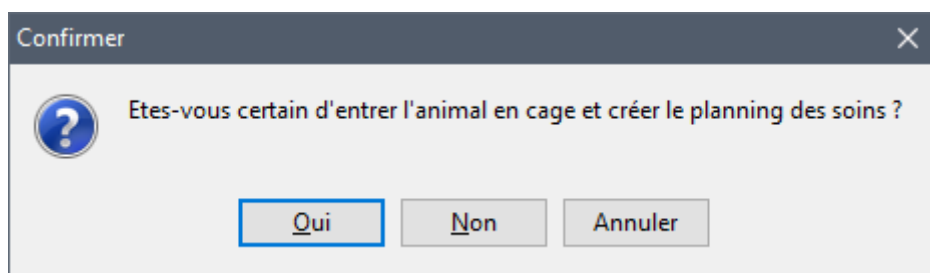 Confirmer
Etes-vous certain d'entrer l'animal en cage et créer le planning des soins ?
Oui
Non
Annuler